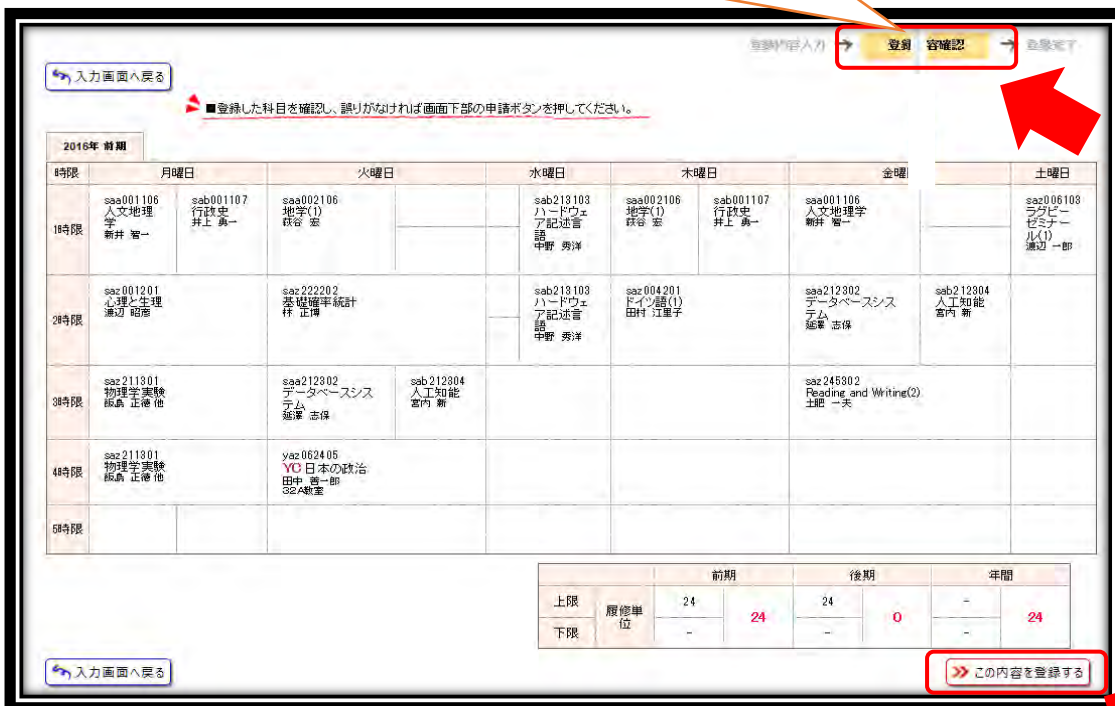 登録内容入力 → 登録 容確認 → 登録完了
入力画面へ戻る
■登録した科目を確認し、誤りがなければ画面下部の申請ボタンを押してください。
2016年 前期
時限 月曜日 火曜日 水曜日 木曜日 金曜 土曜日
1時限
saa001106
人文地理
学
新井 智一
sab001107
行政史
井上 勇一
saa002106
地学(1)
萩谷 宏
sab213103
ハードウェ
ア記述言
語
中野 秀洋
saa002106
地学(1)
萩谷 宏
sab001107
行政史
井上 勇一
saa001106
人文地理学
新井 智一
saz006103
ラグビー
ゼミナー
ル(1)
渡辺 一郎
2時限
saz001201
心理と生理
渡辺 昭彦
saz222202
基礎確率統計
林 正博
sab213103
ハードウェ
ア記述言
語
中野 秀洋
saz004201
ドイツ語(1)
田村 江里子
saa212302
データベースシス
テム
延澤 志保
sab212304
人工知能
宮内 新
3時限
saz211301
物理学実験
飯島 正徳 他
saa212302
データベースシス
テム
延澤 志保
sab212304
人工知能
宮内 新
saz245302
Reading and Writing(2)
土肥 一夫
4時限
saz211301
物理学実験
飯島 正徳 他
yaz062405
YC 日本の政治
田中 善一郎
32A教室
5時限
前期 後期 年間
上限 履修単位 24 24 24 0 - 24
下限 - - -
入力画面へ戻る
この内容を登録する